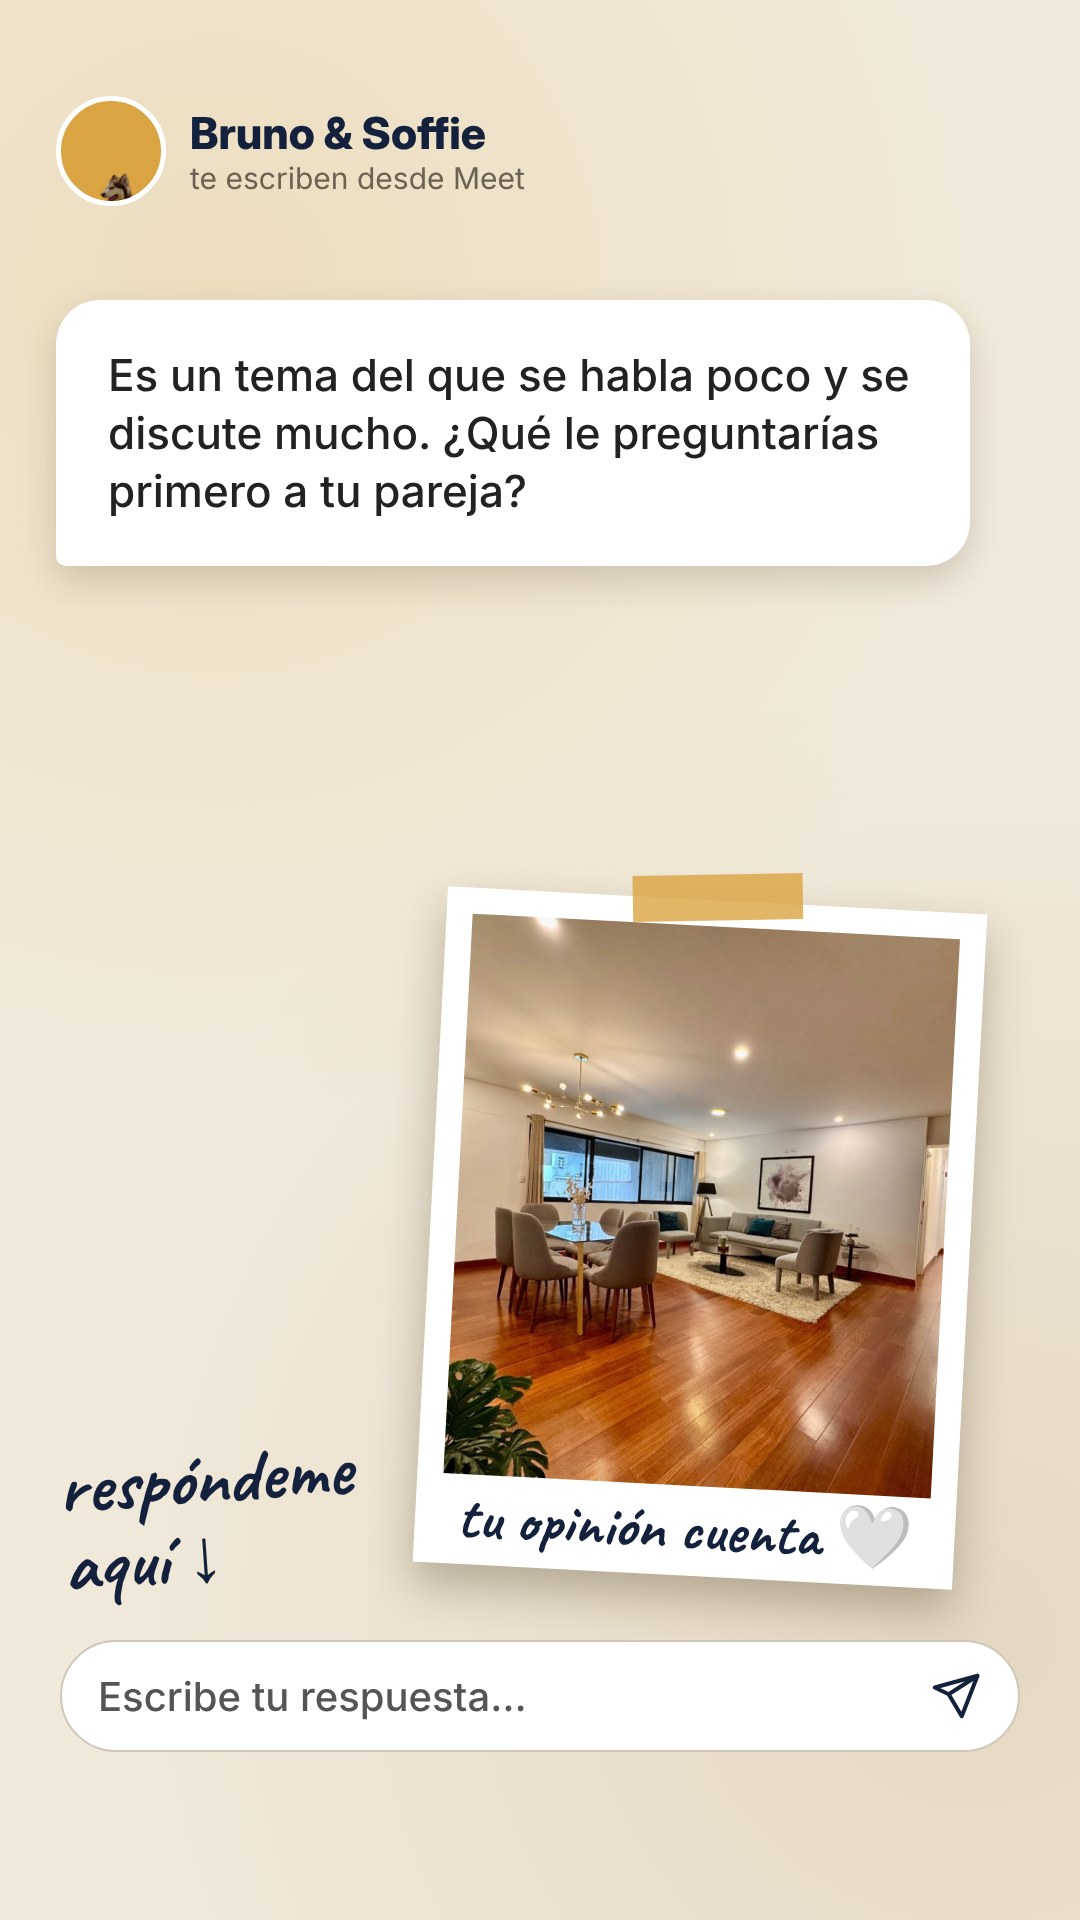 Bruno & Soffie
te escriben desde Meet
Es un tema del que se habla poco y se
discute mucho. ¿Qué le preguntarías
primero a tu pareja?
tu opinión cuenta 🤍
respóndeme
aquí ↓
Escribe tu respuesta...